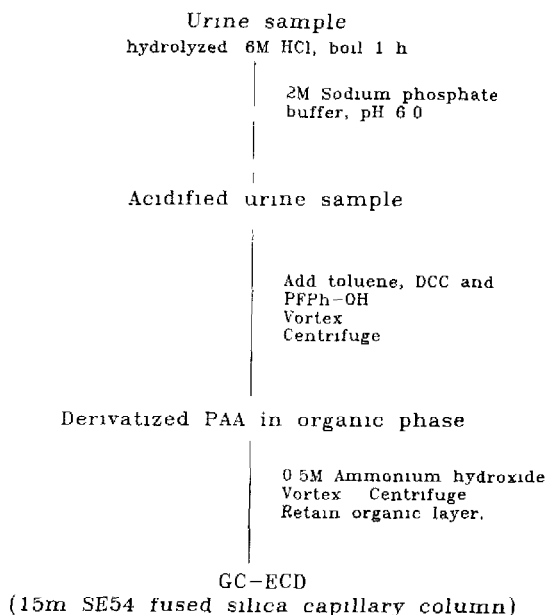 Urine sample
hydrolyzed 6M HCl, boil 1 h
2M Sodium phosphate
buffer, pH 6 0
Acidified urine sample
Add toluene, DCC and
PFPh-OH
Vortex
Centrifuge
Derivatized PAA in organic phase
0 5M Ammonium hydroxide
Vortex Centrifuge
Retain organic layer.
GC-ECD
(15m SE54 fused silica capillary column)